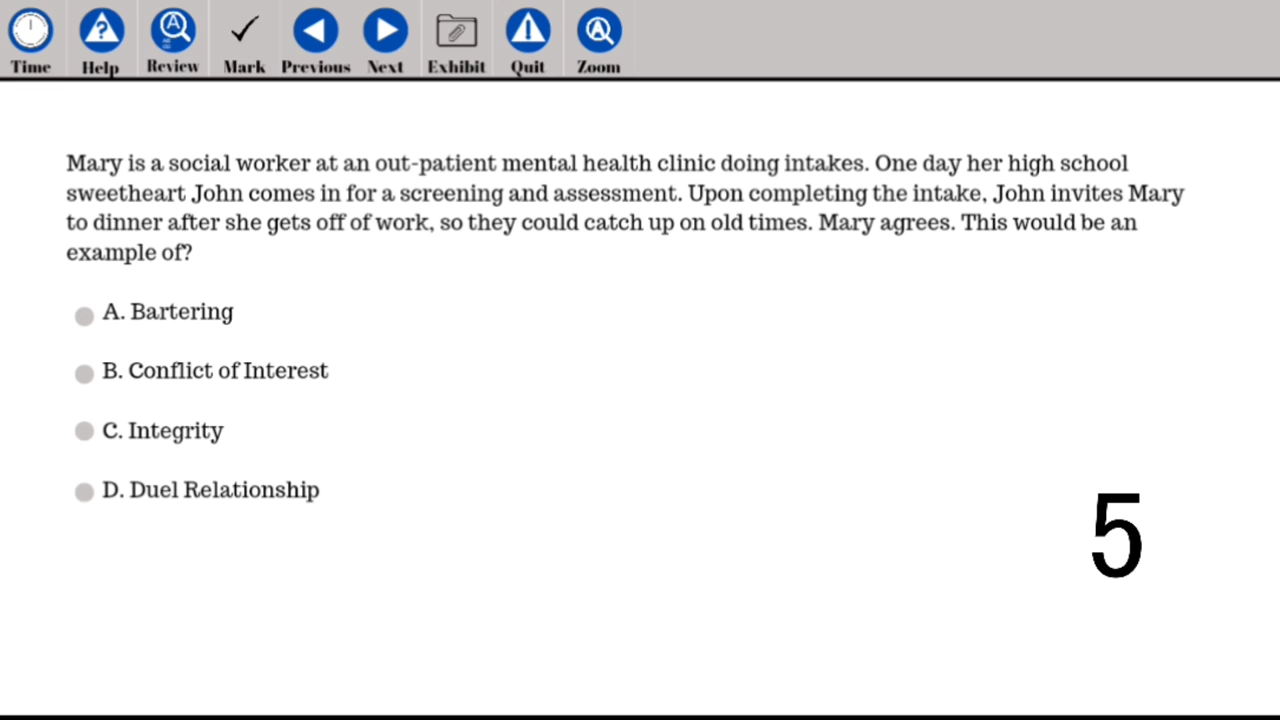 Time Help Review Mark Previous Next Exhibit Quit Zoom
Mary is a social worker at an out-patient mental health clinic doing intakes. One day her high school
sweetheart John comes in for a screening and assessment. Upon completing the intake, John invites Mary
to dinner after she gets off of work, so they could catch up on old times. Mary agrees. This would be an
example of?
A. Bartering
B. Conflict of Interest
C. Integrity
D. Duel Relationship
5